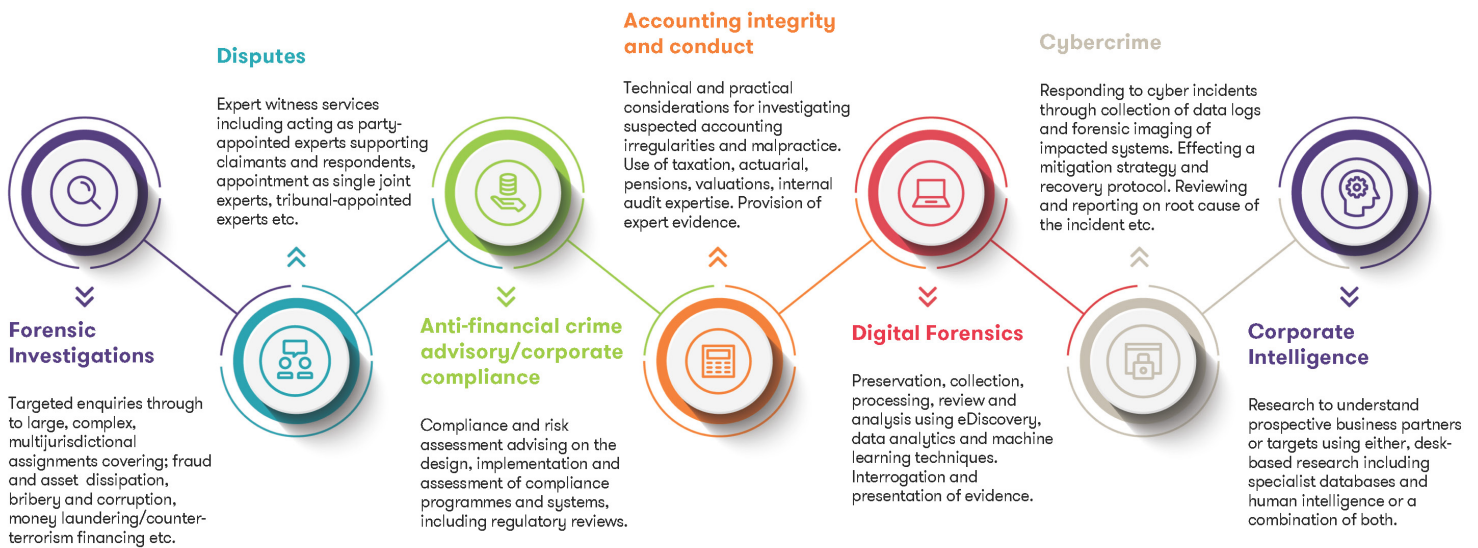 Forensic
Investigations
Targeted enquiries through
to large, complex,
multijurisdictional
assignments covering; fraud
and asset dissipation,
bribery and corruption,
money laundering/counter-
terrorism financing etc.
Disputes
Expert witness services
including acting as party-
appointed experts supporting
claimants and respondents,
appointment as single joint
experts, tribunal-appointed
experts etc.
Anti-financial crime
advisory/corporate
compliance
Compliance and risk
assessment advising on the
design, implementation and
assessment of compliance
programmes and systems,
including regulatory reviews.
Accounting integrity
and conduct
Technical and practical
considerations for investigating
suspected accounting
irregularities and malpractice.
Use of taxation, actuarial,
pensions, valuations, internal
audit expertise. Provision of
expert evidence.
Digital Forensics
Preservation, collection,
processing, review and
analysis using eDiscovery,
data analytics and machine
learning techniques.
Interrogation and
presentation of evidence.
Cybercrime
Responding to cyber incidents
through collection of data logs
and forensic imaging of
impacted systems. Effecting a
mitigation strategy and
recovery protocol. Reviewing
and reporting on root cause of
the incident etc.
Corporate
Intelligence
Research to understand
prospective business partners
or targets using either, desk-
based research including
specialist databases and
human intelligence or a
combination of both.